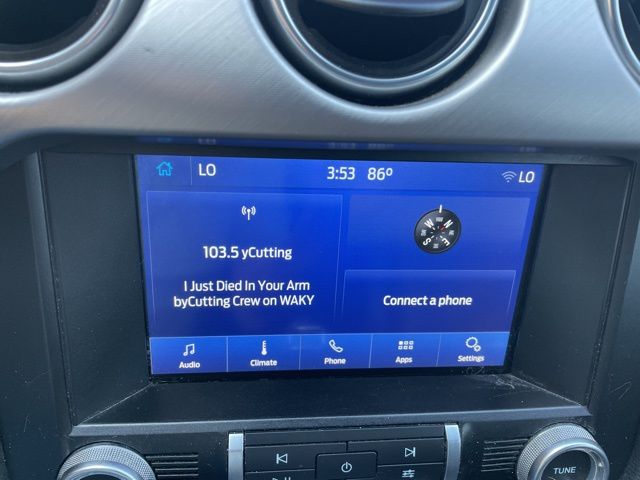 LO 3:53 86° LO
103.5 yCutting
I Just Died In Your Arm
byCutting Crew on WAKY
N
E
S
W
Connect a phone
Audio Climate Phone Apps Settings
TUNE